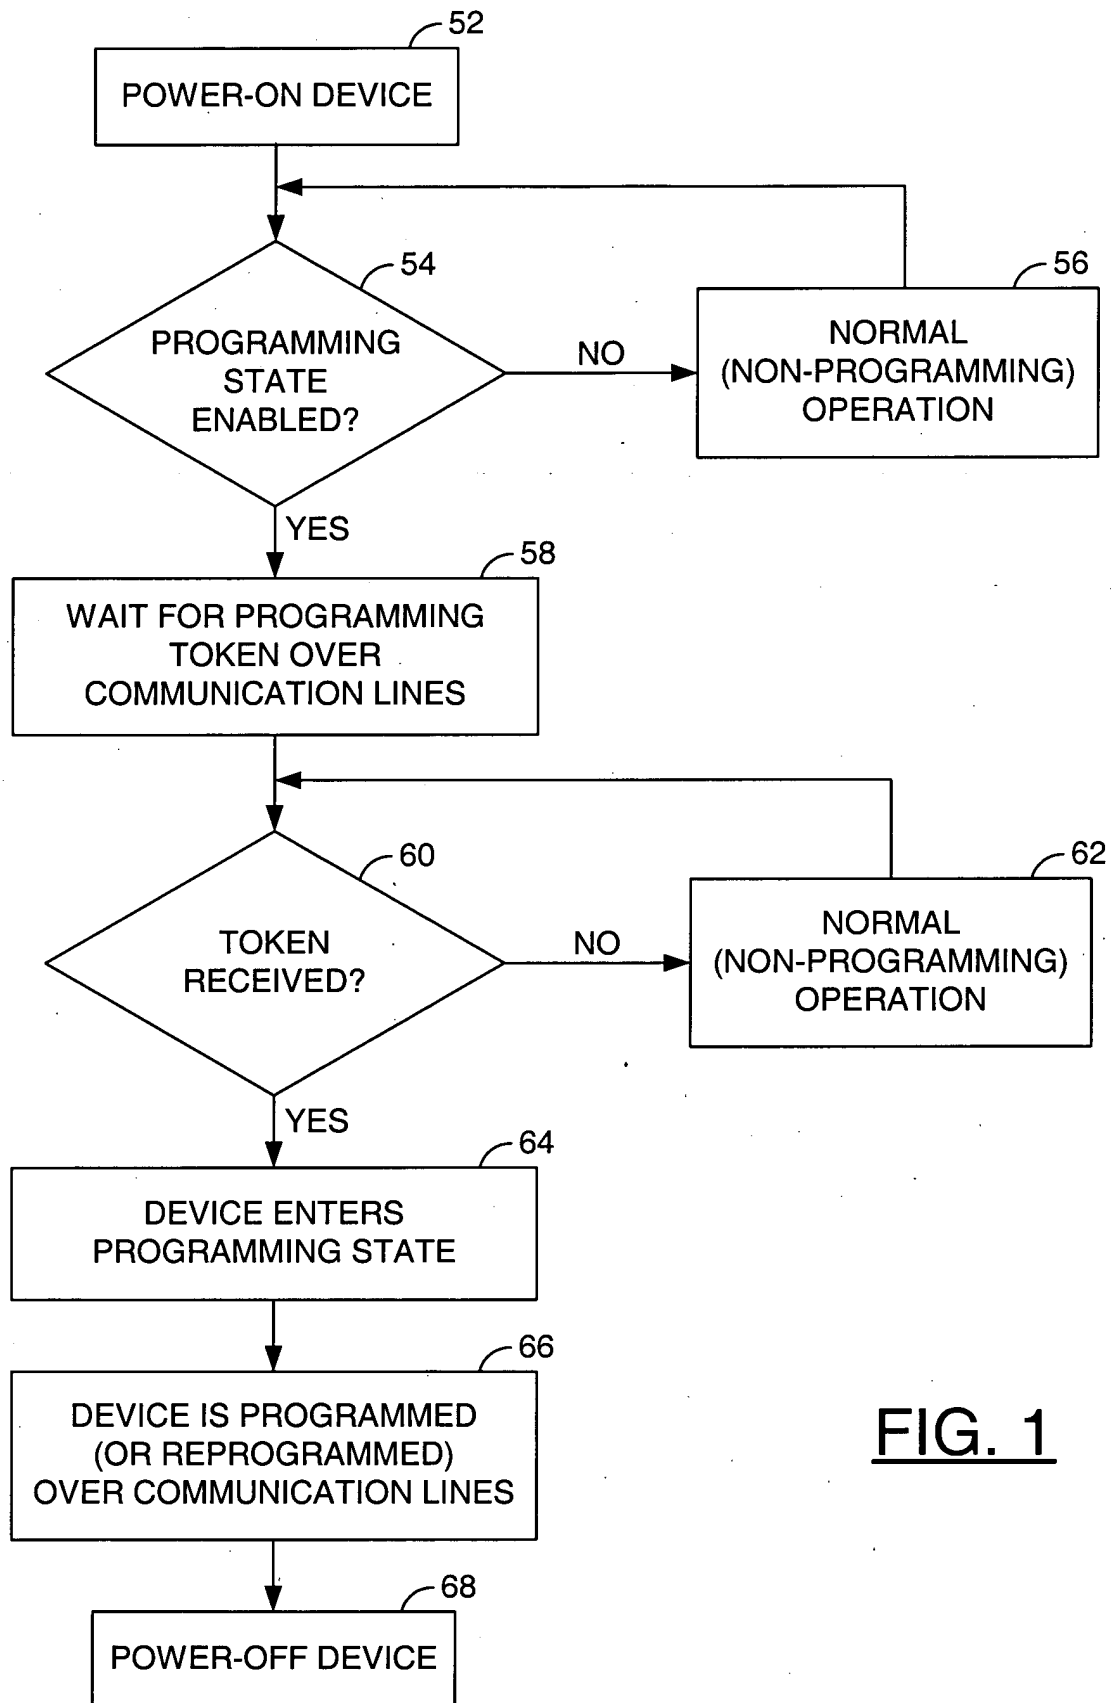 52
POWER-ON DEVICE
54
PROGRAMMING
STATE
ENABLED?
NO
56
NORMAL
(NON-PROGRAMMING)
OPERATION
YES
58
WAIT FOR PROGRAMMING
TOKEN OVER
COMMUNICATION LINES
60
TOKEN
RECEIVED?
NO
62
NORMAL
(NON-PROGRAMMING)
OPERATION
YES
64
DEVICE ENTERS
PROGRAMMING STATE
66
DEVICE IS PROGRAMMED
(OR REPROGRAMMED)
OVER COMMUNICATION LINES
FIG. 1
68
POWER-OFF DEVICE